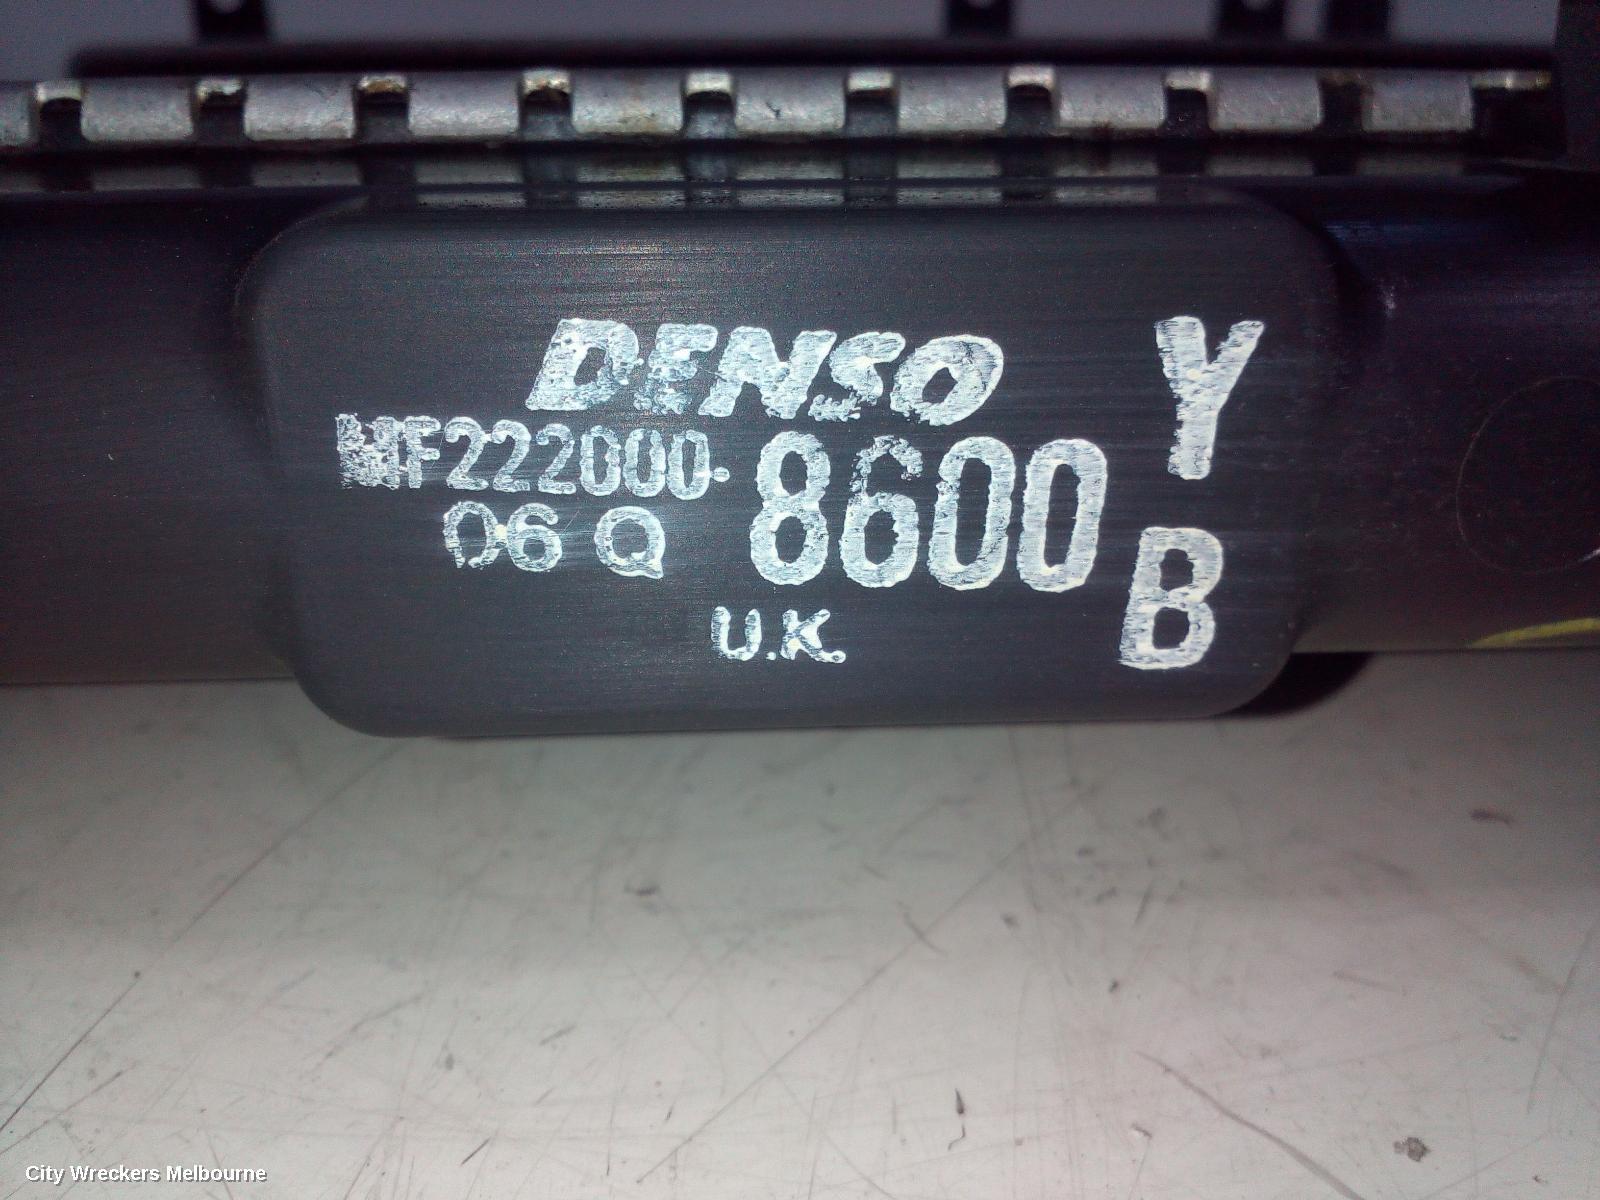 DENSO
MF222000-8600
06 Q
U.K.
Y
B
City Wreckers Melbourne